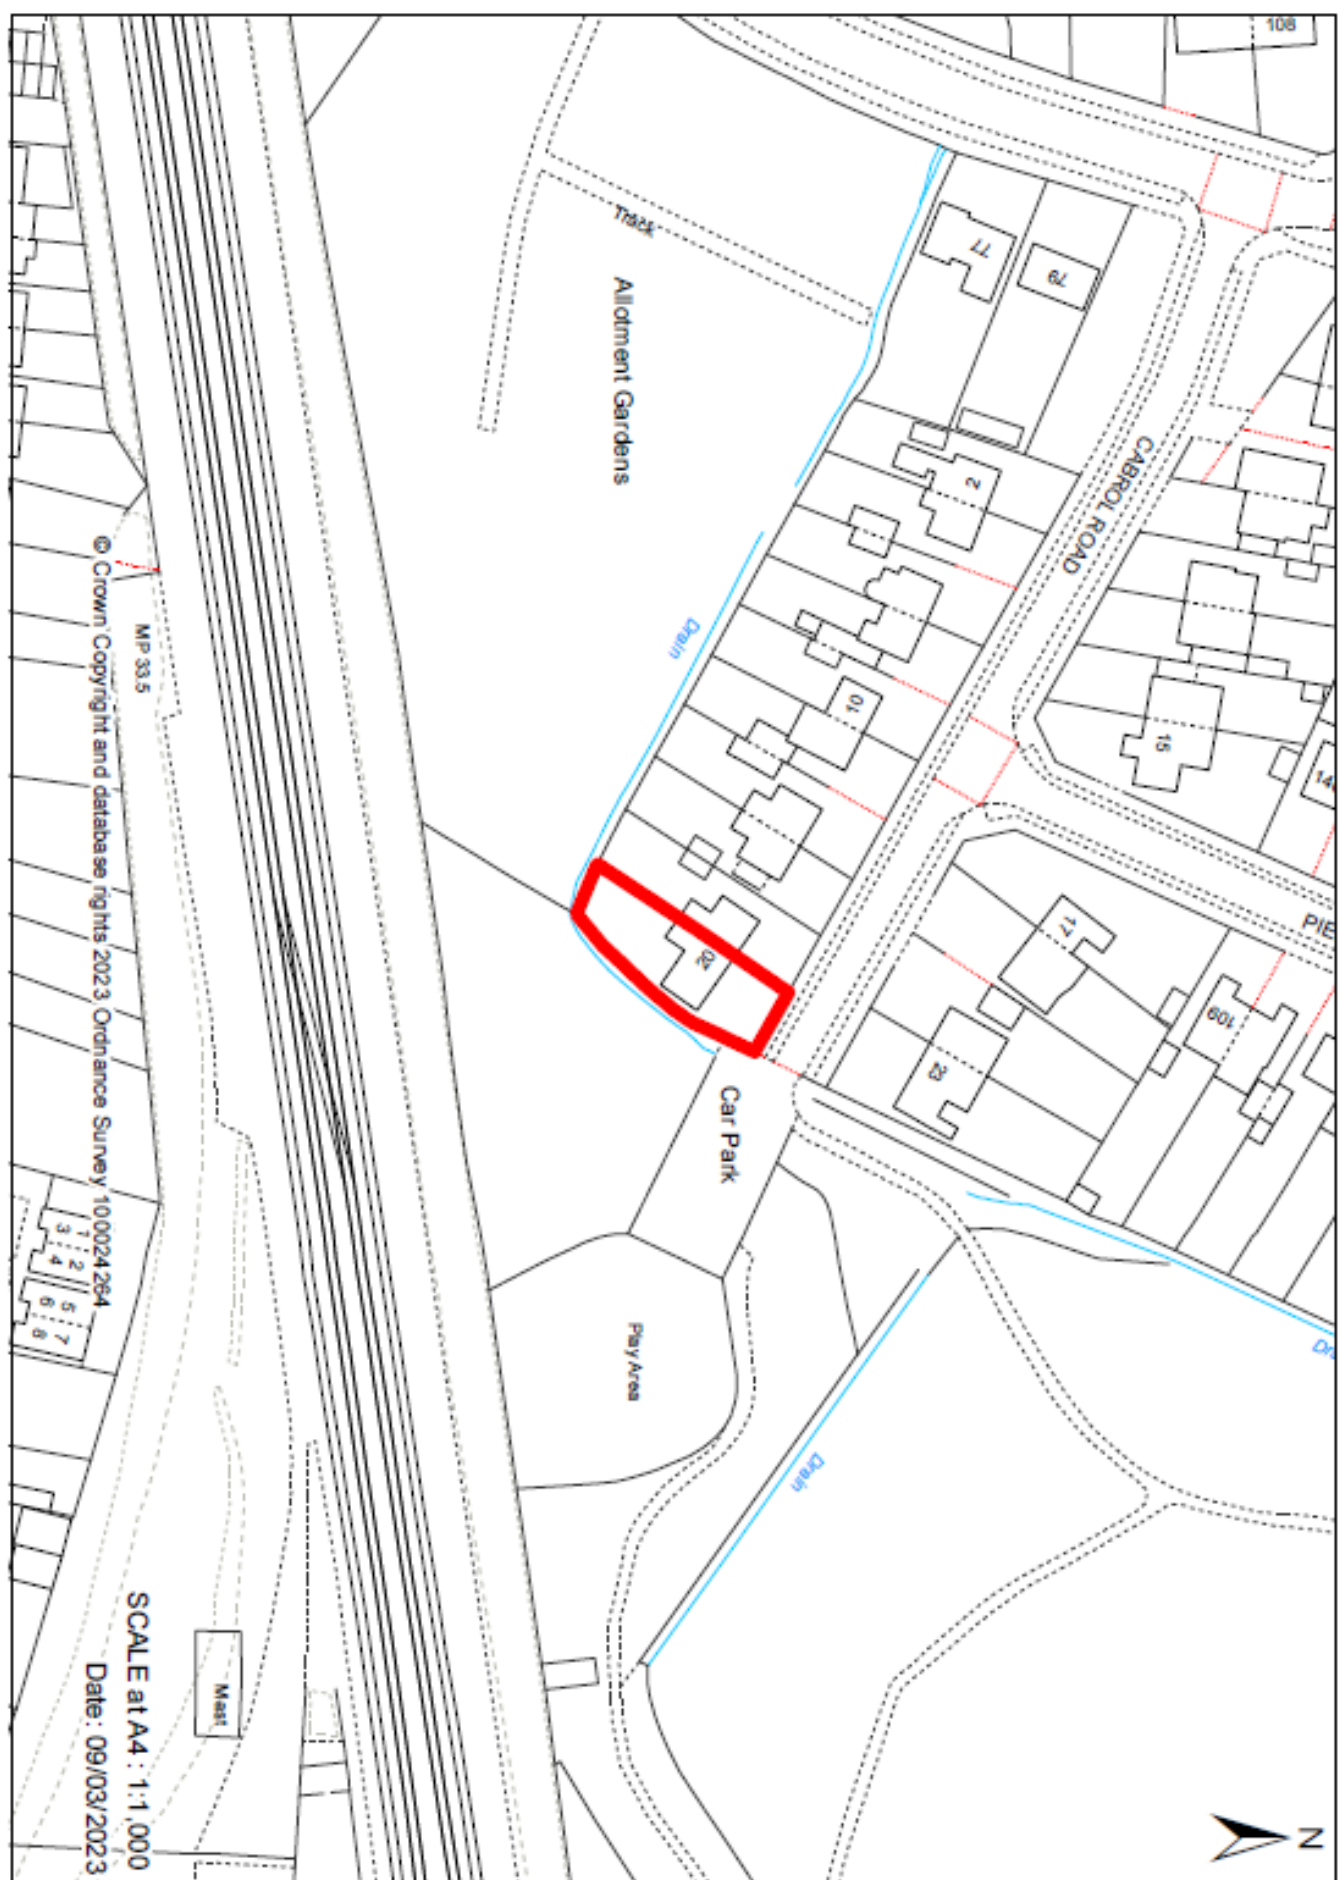 108
Track
77
79
Allotment Gardens
CABROL ROAD
2
Drain
MP 33.5
10
15
14
PIE
17
109
20
23
Car Park
© Crown Copyright and database rights 2023 Ordnance Survey 100024264
1 2
3 4
5 7
6 8
Play Area
Drain
Mast
SCALE at A4 : 1:1,000
Date: 09/03/2023
N